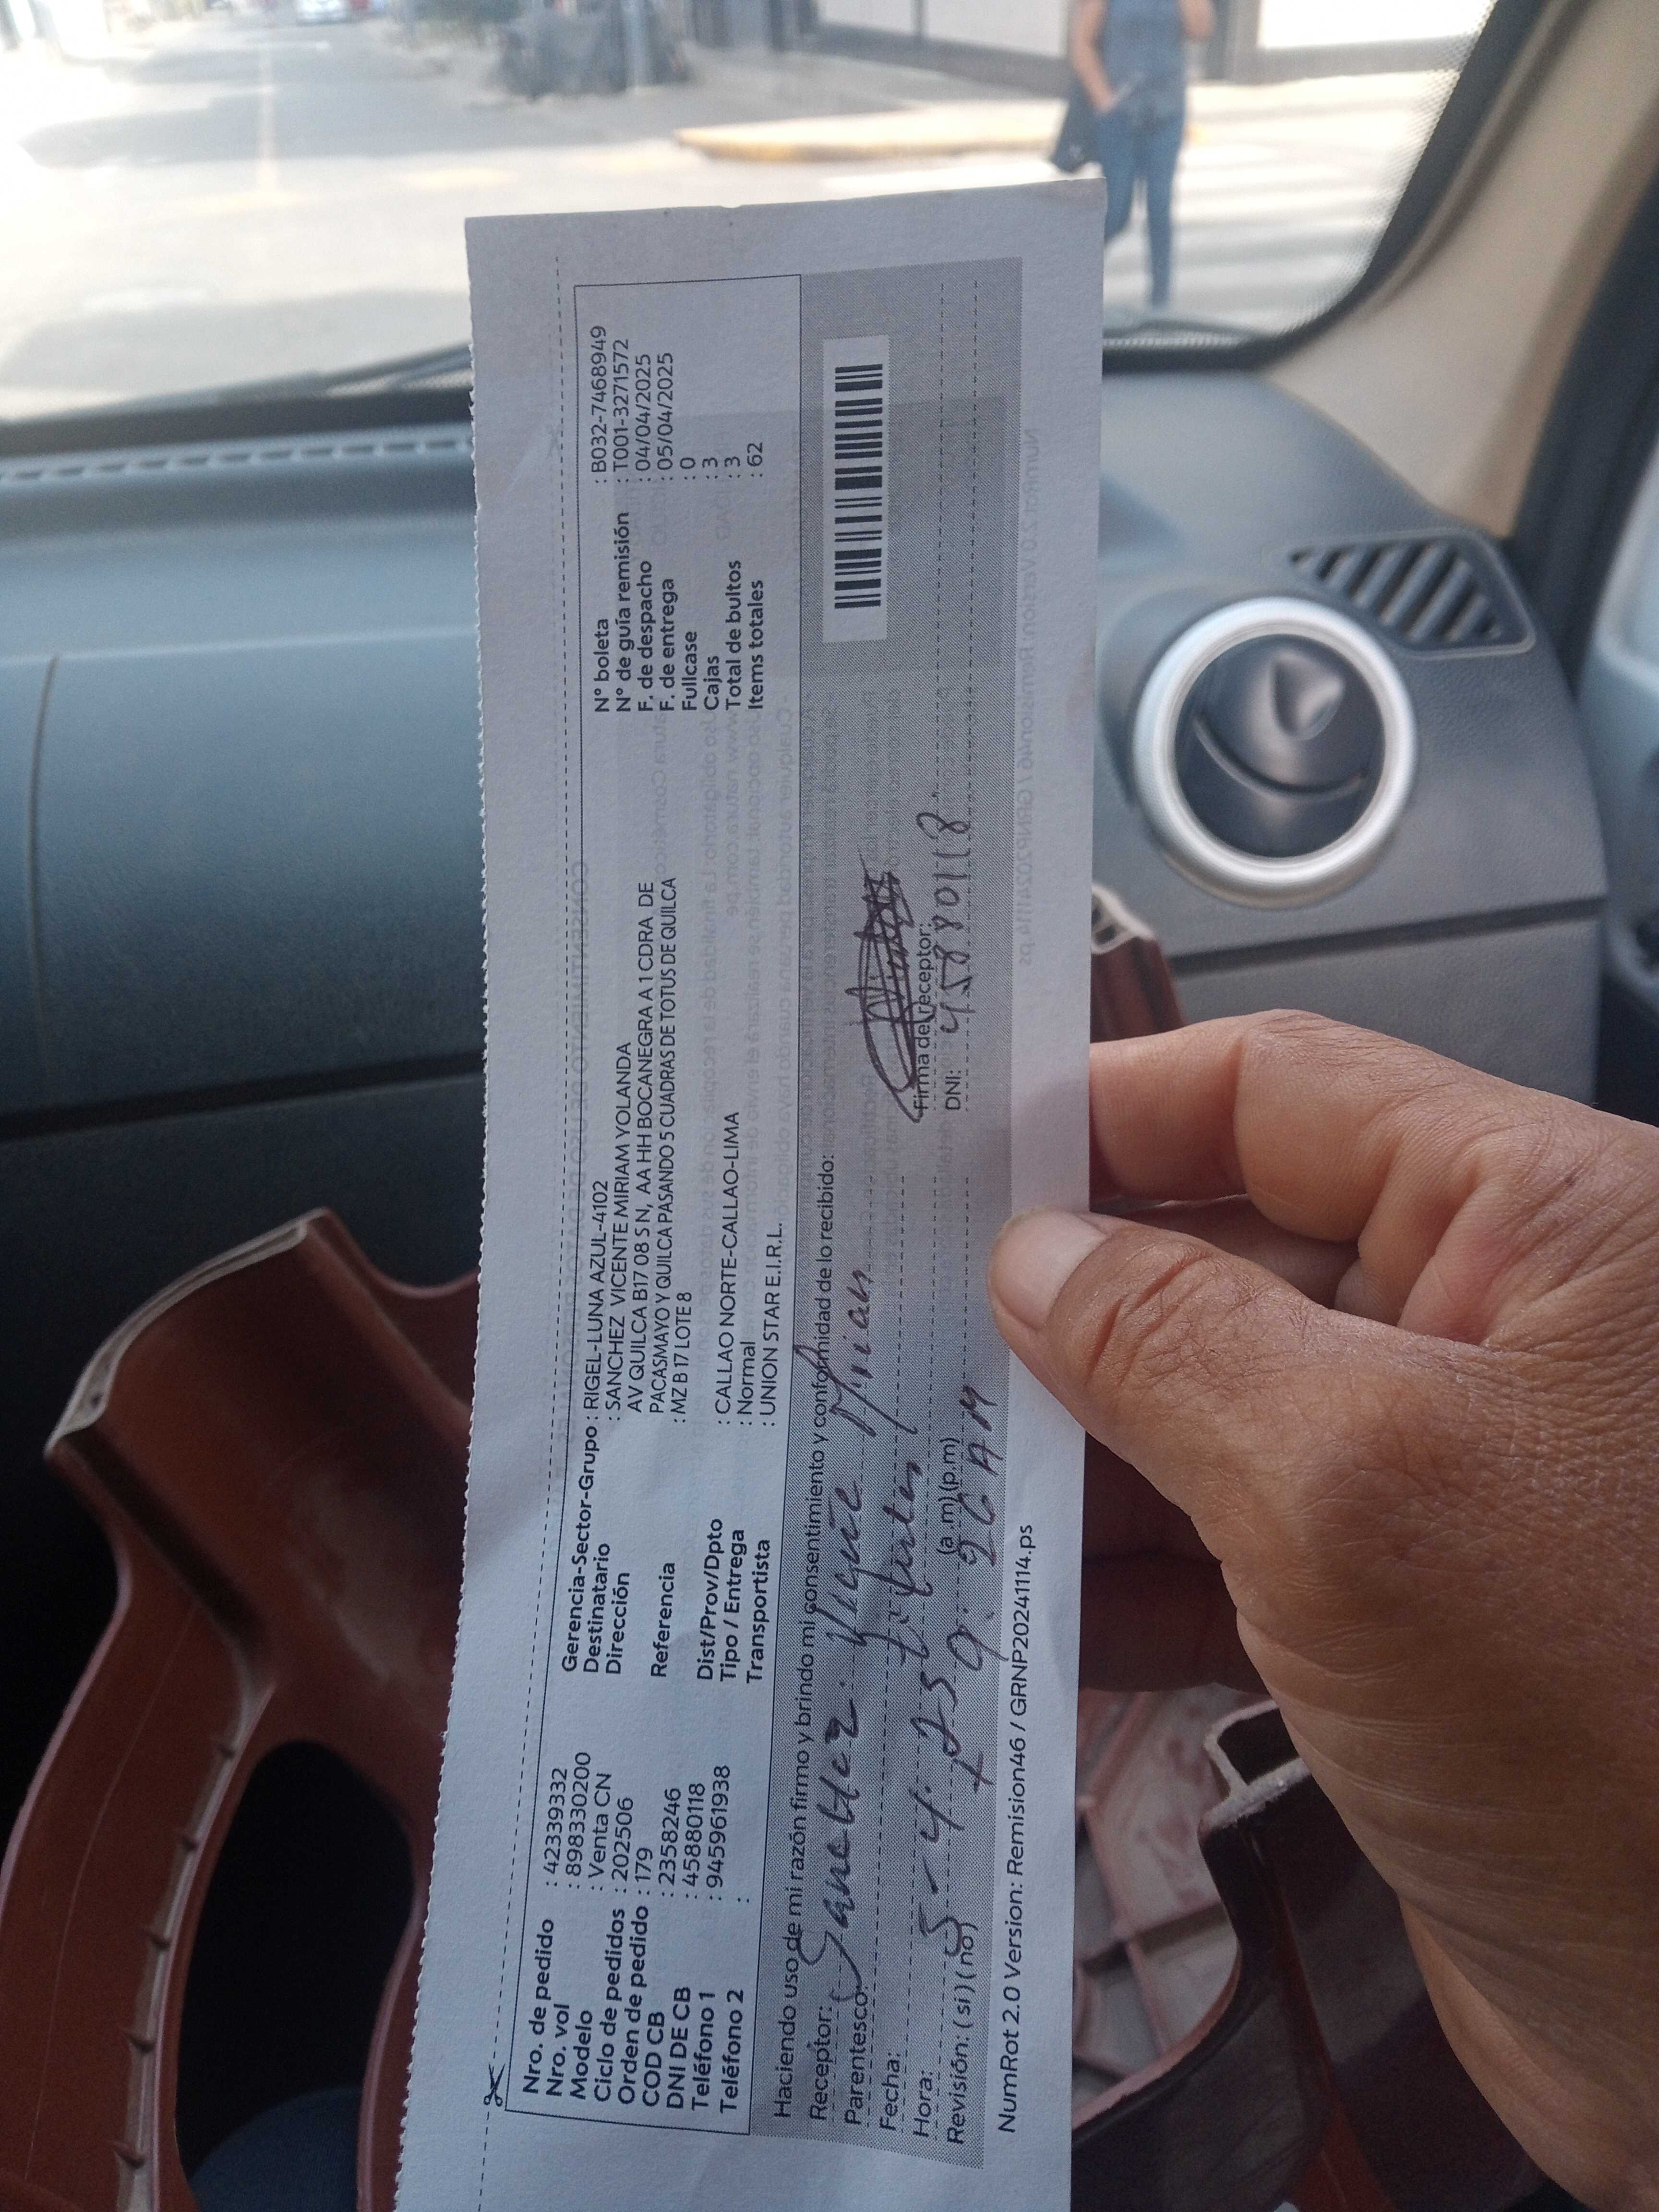 Nro. de pedido : 42339332
Nro. vol : 8983330200
Modelo : Venta CN
Ciclo de pedidos : 202506
Orden de pedido : 179
COD CB : 2358246
DNI DE CB : 45880118
Teléfono 1 : 945961938
Teléfono 2 :
Gerencia-Sector-Grupo : RIGEL-LUNA AZUL-4102
Destinatario : SANCHEZ VICENTE MIRIAM YOLANDA
Dirección AV QUILCA B17 08 S N, AA HH BOCANEGRA A 1 CDRA DE
PACASMAYO Y QUILCA PASANDO 5 CUADRAS DE TOTUS DE QUILCA
Referencia : MZ B 17 LOTE 8
Dist/Prov/Dpto : CALLAO NORTE-CALLAO-LIMA
Tipo / Entrega : Normal
Transportista : UNION STAR E.I.R.L.
N° boleta : B032-7468949
N° de guía remisión : T001-3271572
F. de despacho : 04/04/2025
F. de entrega : 05/04/2025
Fullcase : 0
Cajas : 3
Total de bultos : 3
Items totales : 62
Haciendo uso de mi razón firmo y brindo mi consentimiento y conformidad de lo recibido:
Receptor: Sanchez
Parentesco:
Fecha: 5-4-25
Hora: 9:26 AM (a.m) (p.m)
Revisión: ( si ) ( no )
Firma del receptor:
DNI: 45880118
NumRot 2.0 Version: Remision46 / GRNP20241114.ps